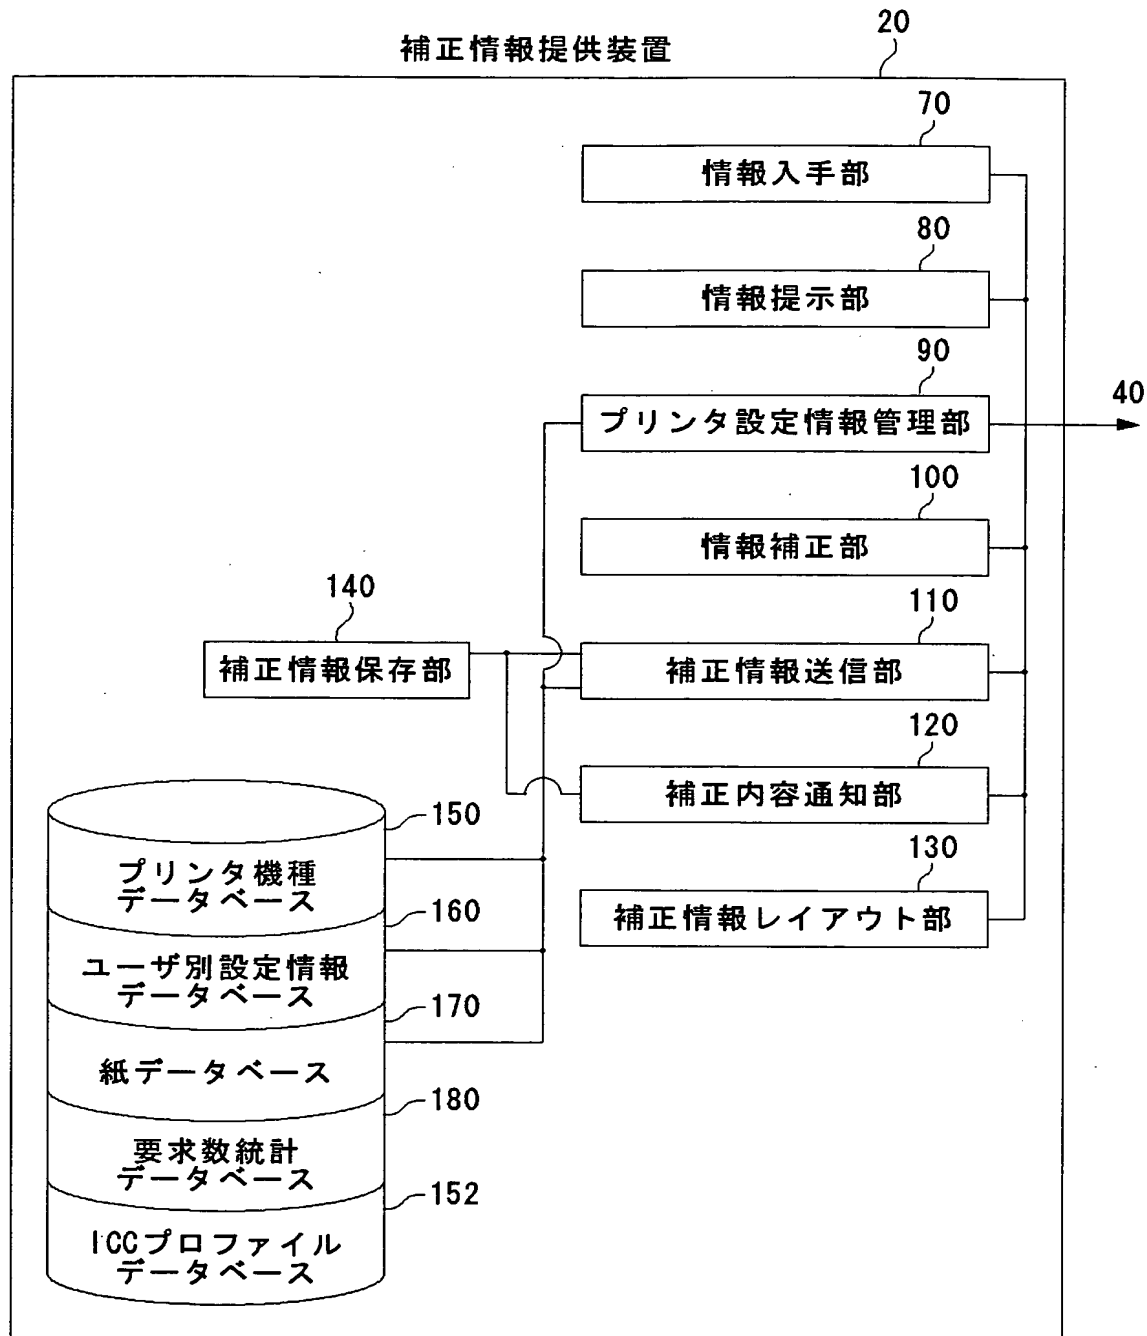 20
補正情報提供装置
70
情報入手部
80
情報提示部
90
プリンタ設定情報管理部
40
100
情報補正部
140
補正情報保存部
110
補正情報送信部
120
補正内容通知部
130
補正情報レイアウト部
150
プリンタ機種
データベース
160
ユーザ別設定情報
データベース
170
紙データベース
180
要求数統計
データベース
152
ICCプロファイル
データベース